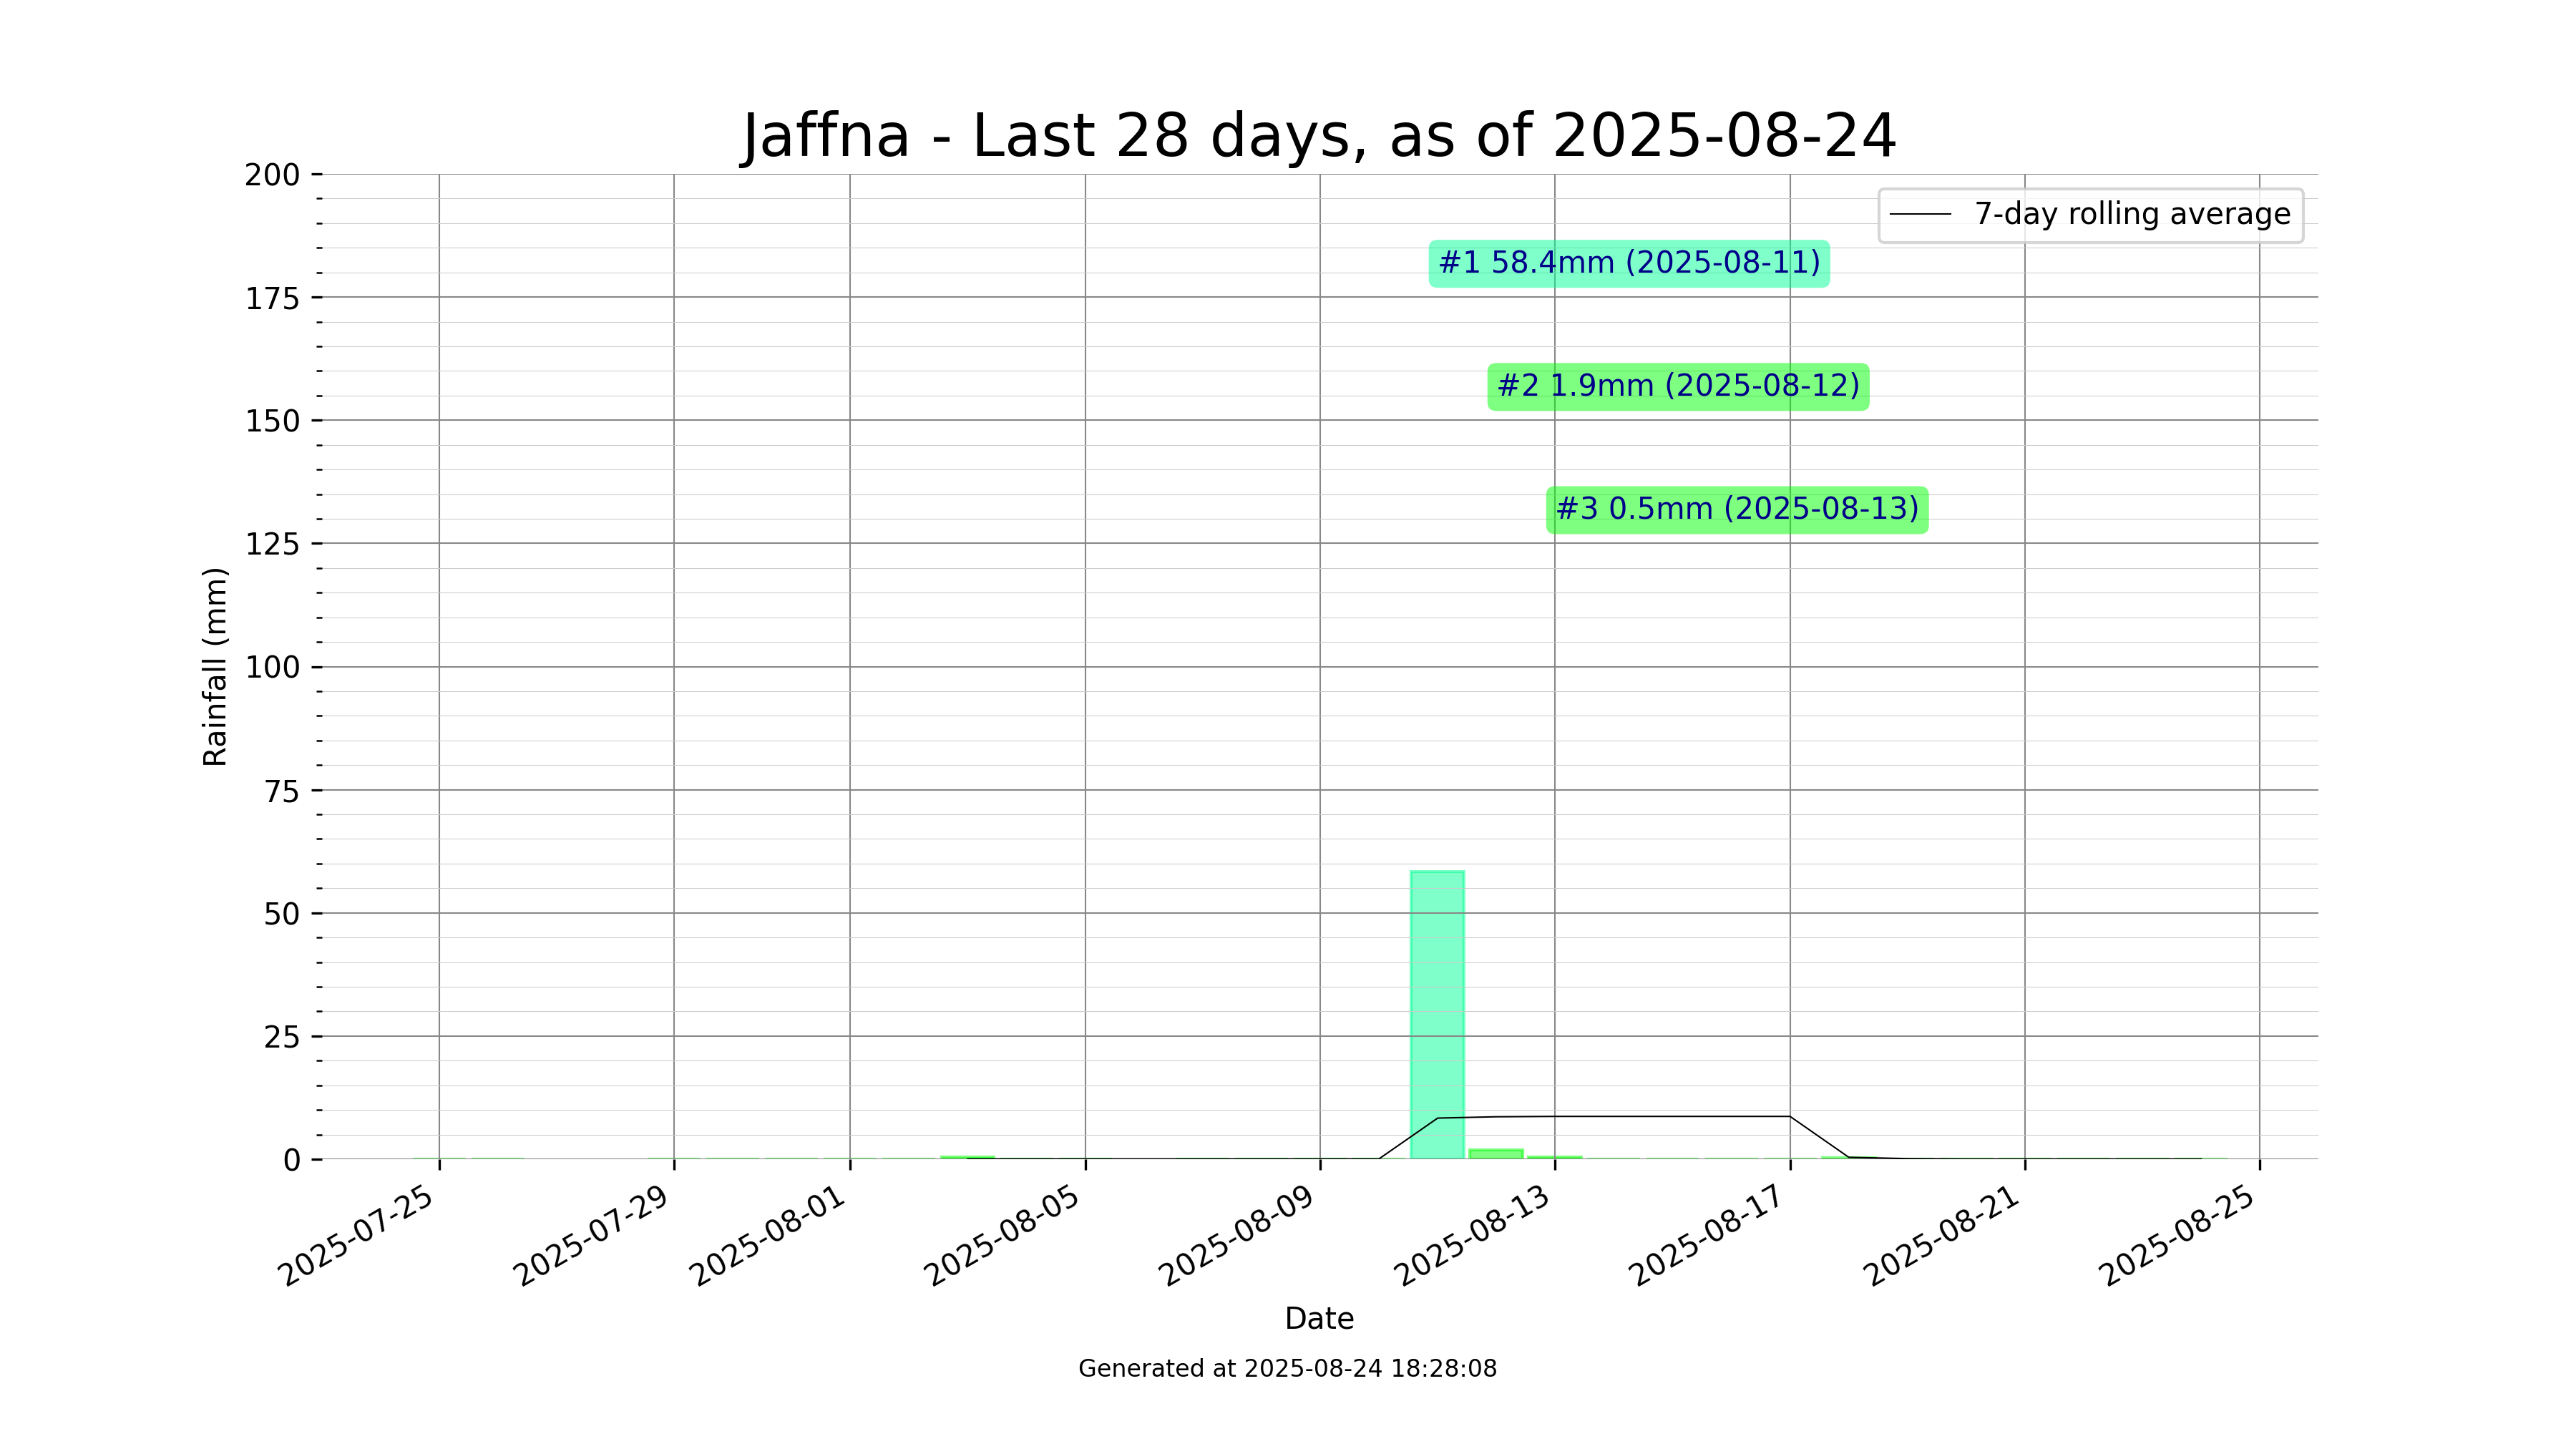 Jaffna - Last 28 days, as of 2025-08-24
200
175
150
125
100
75
50
25
0
Rainfall (mm)
7-day rolling average
#1 58.4mm (2025-08-11)
#2 1.9mm (2025-08-12)
#3 0.5mm (2025-08-13)
2025-07-25
2025-07-29
2025-08-01
2025-08-05
2025-08-09
2025-08-13
2025-08-17
2025-08-21
2025-08-25
Date
Generated at 2025-08-24 18:28:08